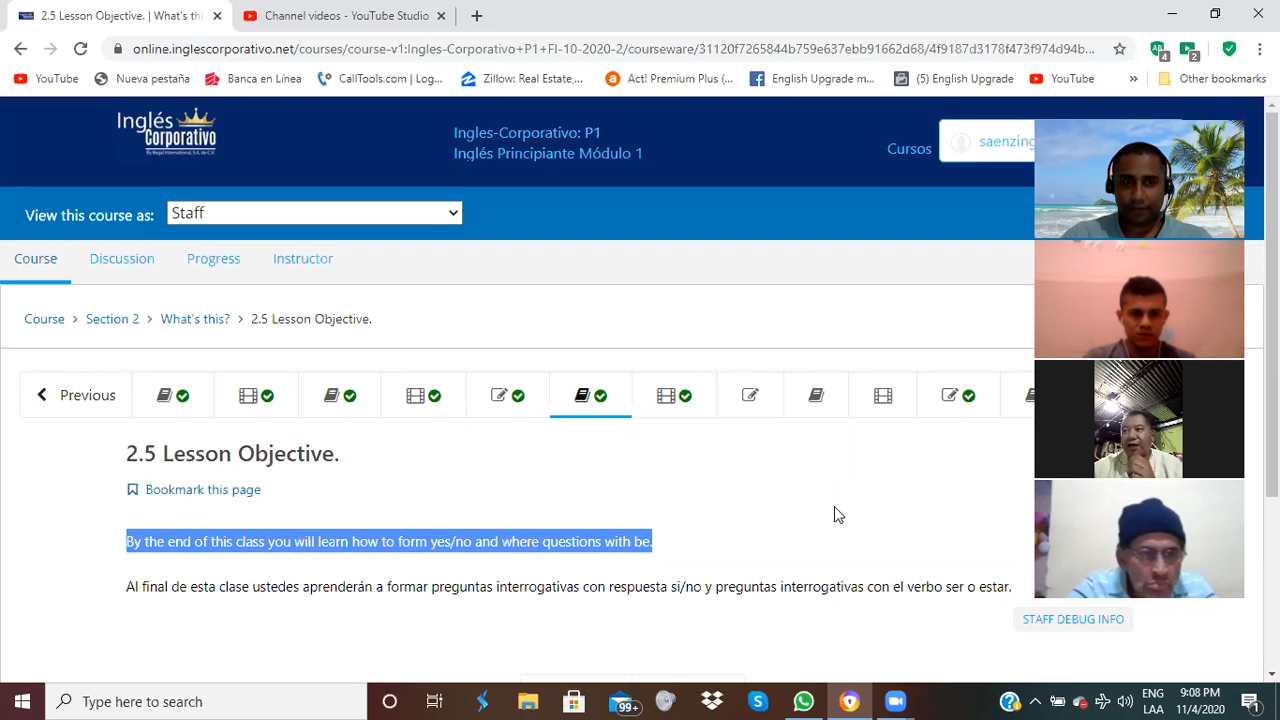 2.5 Lesson Objective. | What's thi
Channel videos - YouTube Studio
online.inglescorporativo.net/courses/course-v1:Ingles-Corporativo+P1+FI-10-2020-2/courseware/31120f7265844b759e637ebb91662d68/4f9187d3178f473f974d94b...
4
2
YouTube
Nueva pestaña
Banca en Línea
CallTools.com | Log...
Zillow: Real Estate,...
Act! Premium Plus (...
English Upgrade m...
(5) English Upgrade
YouTube
»
Other bookmarks
Inglés
Corporativo
Ingles-Corporativo: P1
Inglés Principiante Módulo 1
Cursos
saenzing
View this course as:
Staff
Course
Discussion
Progress
Instructor
Course > Section 2 > What's this? > 2.5 Lesson Objective.
Previous
2.5 Lesson Objective.
Bookmark this page
By the end of this class you will learn how to form yes/no and where questions with be.
Al final de esta clase ustedes aprenderán a formar preguntas interrogativas con respuesta si/no y preguntas interrogativas con el verbo ser o estar.
STAFF DEBUG INFO
Type here to search
99+
ENG
LAA
9:08 PM
11/4/2020
1